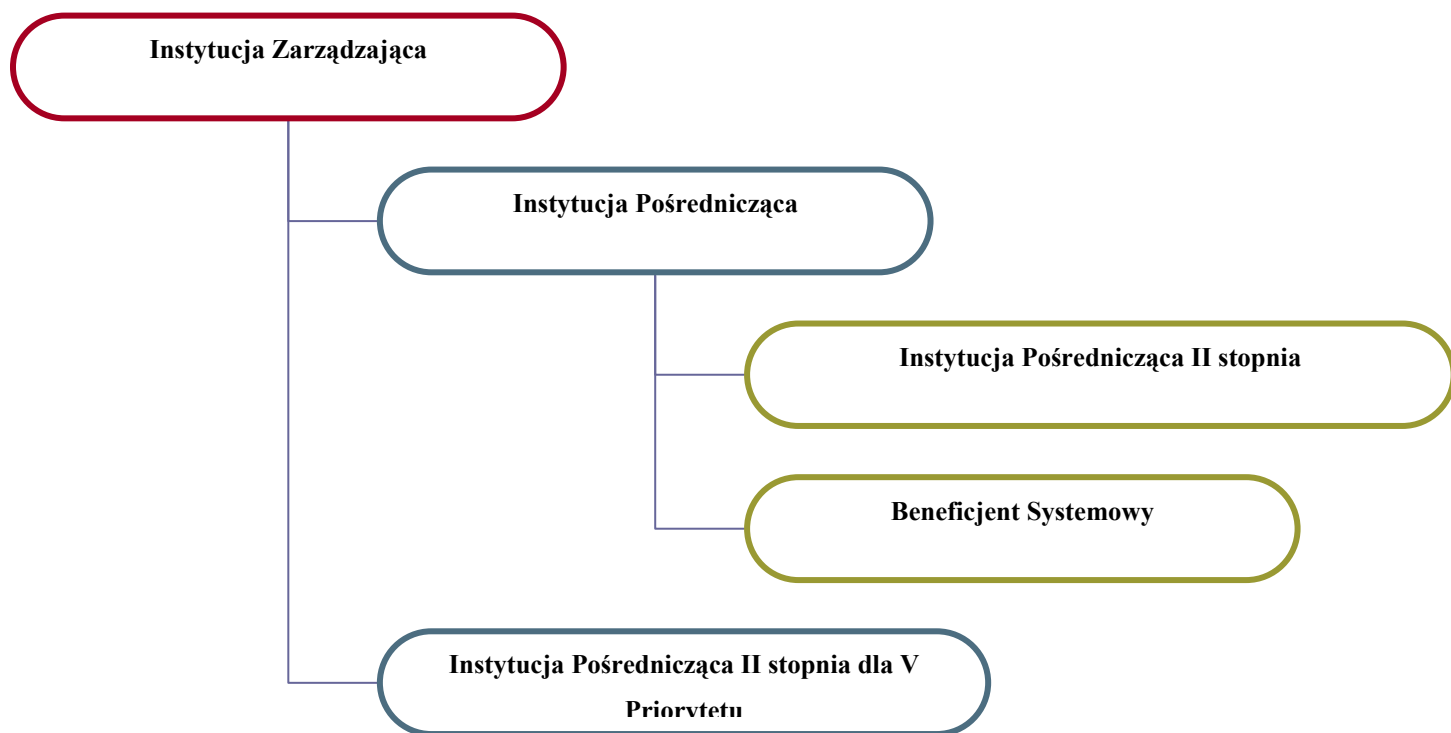 Instytucja Zarządzająca
Instytucja Pośrednicząca
Instytucja Pośrednicząca II stopnia
Beneficjent Systemowy
Instytucja Pośrednicząca II stopnia dla V
Priorytetu